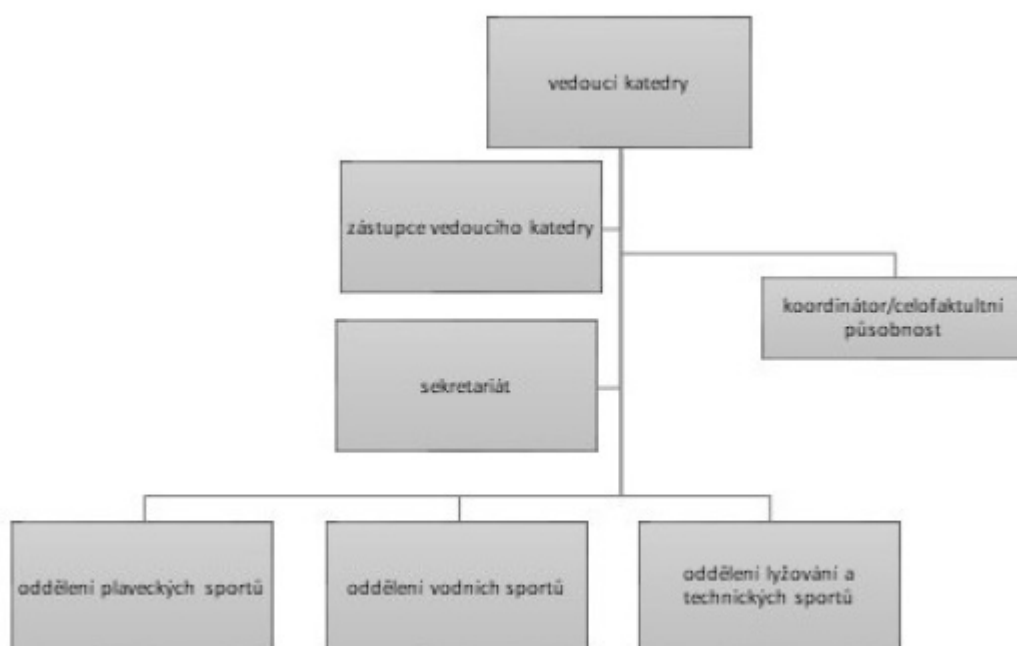 vedoucí katedry
zástupce vedoucího katedry
koordinátor/celofaktultní
působnost
sekretariát
oddělení plaveckých sportů
oddělení vodních sportů
oddělení lyžování a
technických sportů